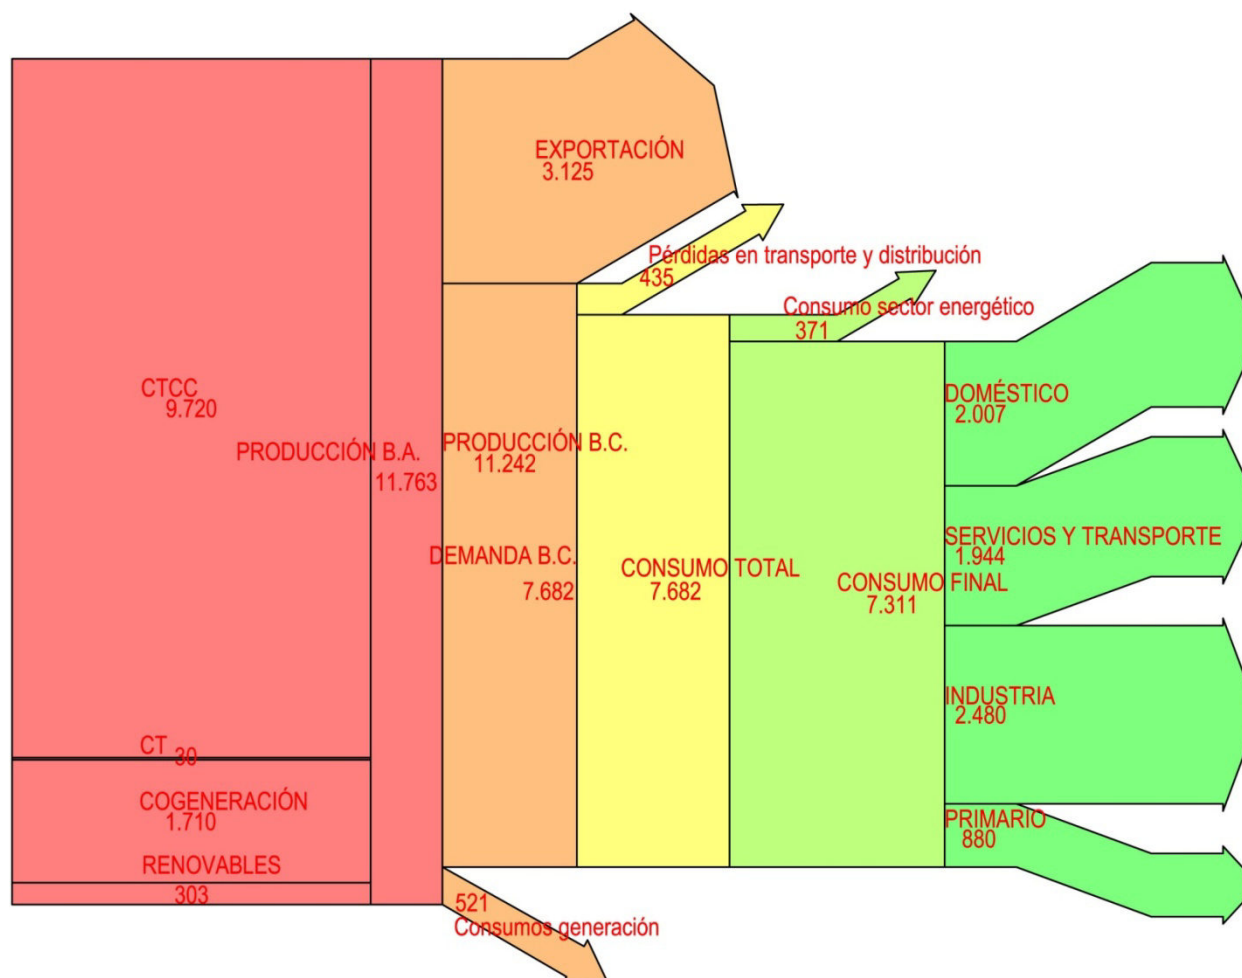 EXPORTACIÓN
3.125
Pérdidas en transporte y distribución
435
Consumo sector energético
371
CTCC
9.720
PRODUCCIÓN B.A.
11.763
PRODUCCIÓN B.C.
11.242
DOMÉSTICO
2.007
DEMANDA B.C.
7.682
CONSUMO TOTAL
7.682
CONSUMO FINAL
7.311
SERVICIOS Y TRANSPORTE
1.944
INDUSTRIA
2.480
CT
30
COGENERACIÓN
1.710
PRIMARIO
880
RENOVABLES
303
521
Consumos generación